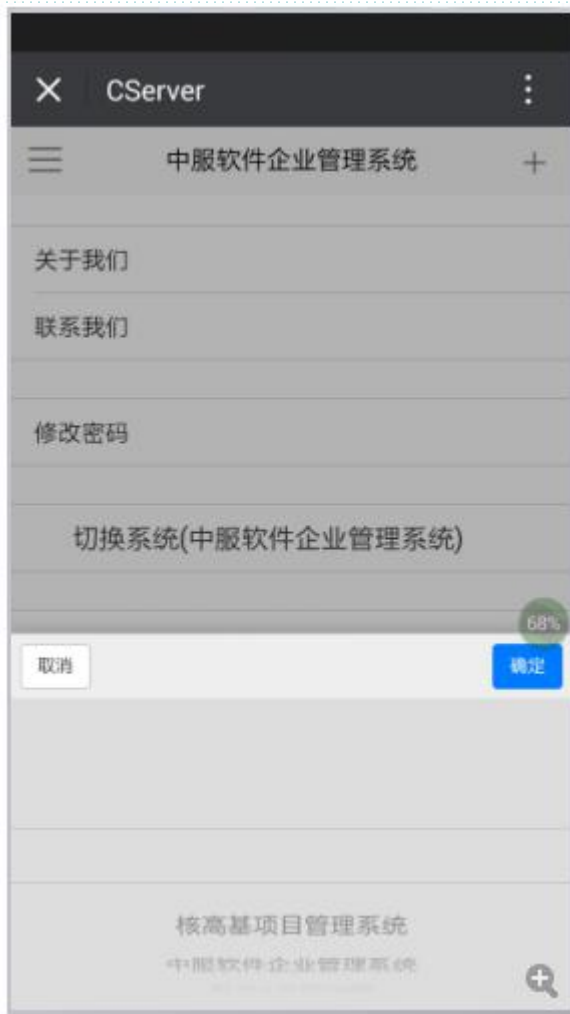 CServer
中服软件企业管理系统
关于我们
联系我们
修改密码
切换系统(中服软件企业管理系统)
68%
取消
确定
核高基项目管理系统
中服软件企业管理系统